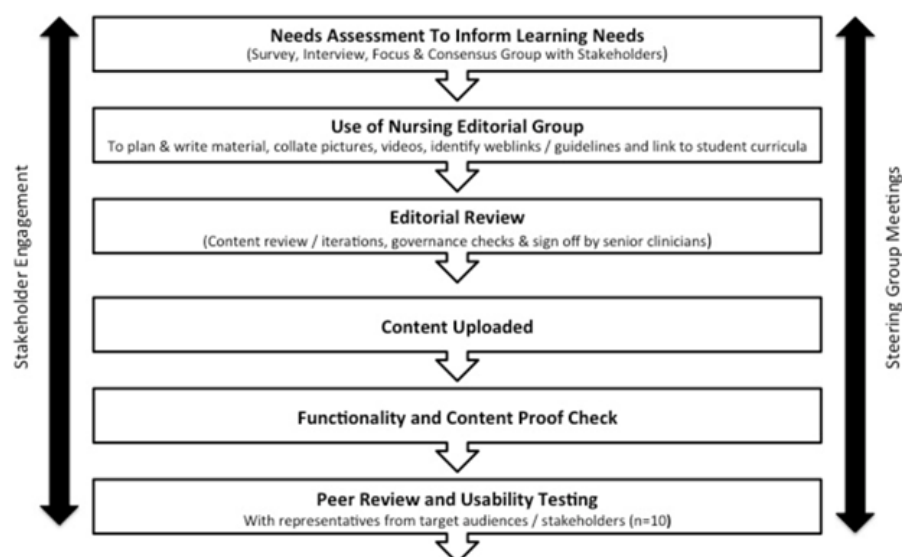 Needs Assessment To Inform Learning Needs
(Survey, Interview, Focus & Consensus Group with Stakeholders)
Use of Nursing Editorial Group
To plan & write material, collate pictures, videos, identify weblinks / guidelines and link to student curricula
Editorial Review
(Content review / iterations, governance checks & sign off by senior clinicians)
Content Uploaded
Functionality and Content Proof Check
Peer Review and Usability Testing
With representatives from target audiences / stakeholders (n=10)
Stakeholder Engagement
Steering Group Meetings